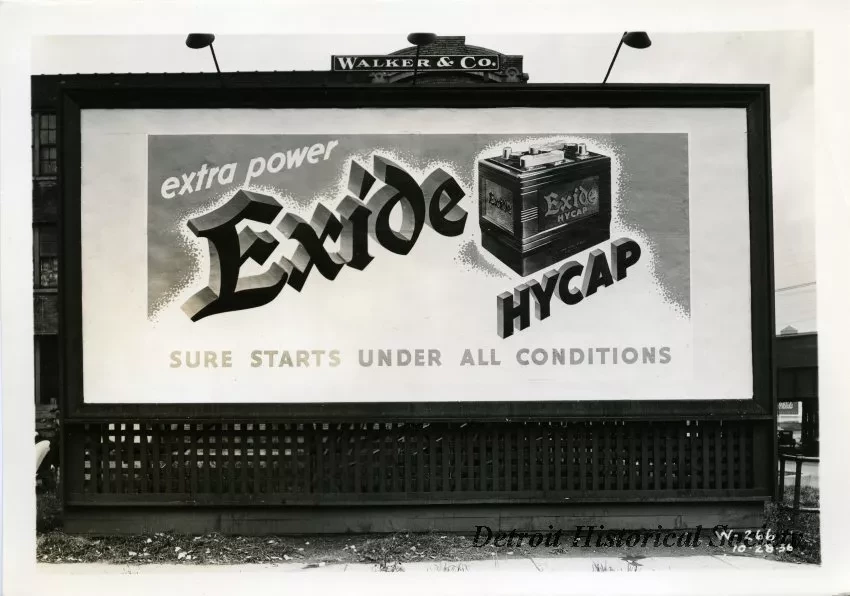 WALKER & CO.
extra power
Exide
Exide
Exide
HYCAP
HYCAP
SURE STARTS UNDER ALL CONDITIONS
Detroit Historical Society
W-266
10-28-36